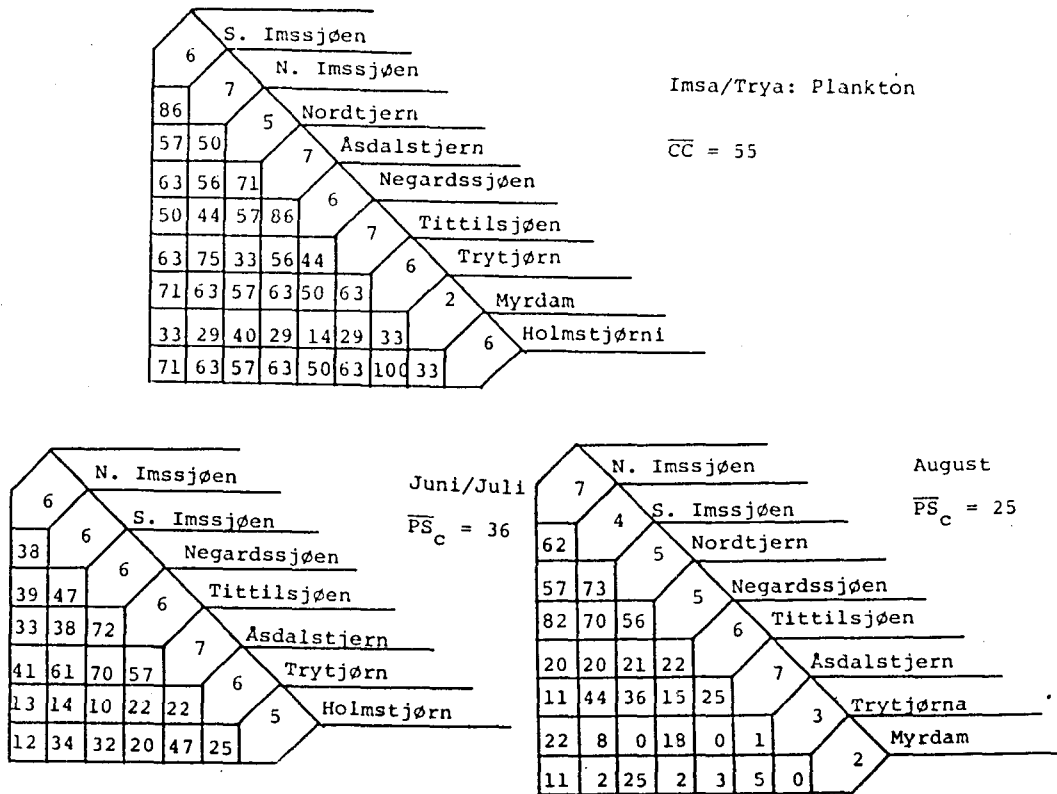 S. Imssjøen
6
N. Imssjøen
7
86
Nordtjern
5
57 50
Åsdalstjern
7
63 56 71
Negardssjøen
6
50 44 57 86
Tittilsjøen
7
63 75 33 56 44
Trytjørn
6
71 63 57 63 50 63
Myrdam
2
33 29 40 29 14 29 33
Holmstjørni
6
71 63 57 63 50 63 100 33
Imsa/Trya: Plankton
CC = 55
N. Imssjøen
6
S. Imssjøen
6
38
Negardssjøen
6
39 47
Tittilsjøen
6
33 38 72
Åsdalstjern
7
41 61 70 57
Trytjørn
6
13 14 10 22 22
Holmstjørn
5
12 34 32 20 47 25
Juni/Juli
PSc = 36
N. Imssjøen
7
S. Imssjøen
4
62
Nordtjern
5
57 73
Negardssjøen
5
82 70 56
Tittilsjøen
6
20 20 21 22
Åsdalstjern
7
11 44 36 15 25
Trytjørna
3
22 8 0 18 0 1
Myrdam
2
11 2 25 2 3 5 0
August
PSc = 25